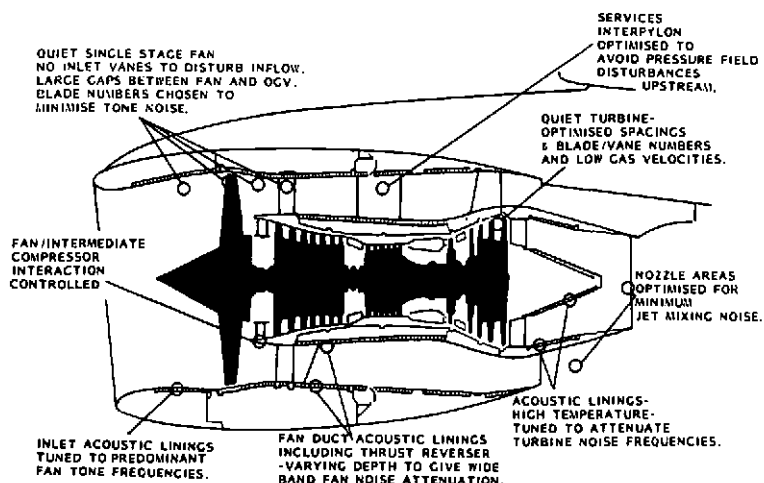 QUIET SINGLE STAGE FAN
NO INLET VANES TO DISTURB INFLOW.
LARGE GAPS BETWEEN FAN AND OGV.
BLADE NUMBERS CHOSEN TO
MINIMISE TONE NOISE.
SERVICES
INTERPYLON
OPTIMISED TO
AVOID PRESSURE FIELD
DISTURBANCES
UPSTREAM.
QUIET TURBINE-
OPTIMISED SPACINGS
& BLADE/VANE NUMBERS
AND LOW GAS VELOCITIES.
FAN/INTERMEDIATE
COMPRESSOR
INTERACTION
CONTROLLED
NOZZLE AREAS
OPTIMISED FOR
MINIMUM
JET MIXING NOISE.
INLET ACOUSTIC LININGS
TUNED TO PREDOMINANT
FAN TONE FREQUENCIES.
FAN DUCT ACOUSTIC LININGS
INCLUDING THRUST REVERSER
-VARYING DEPTH TO GIVE WIDE
BAND FAN NOISE ATTENUATION.
ACOUSTIC LININGS-
HIGH TEMPERATURE-
TUNED TO ATTENUATE
TURBINE NOISE FREQUENCIES.